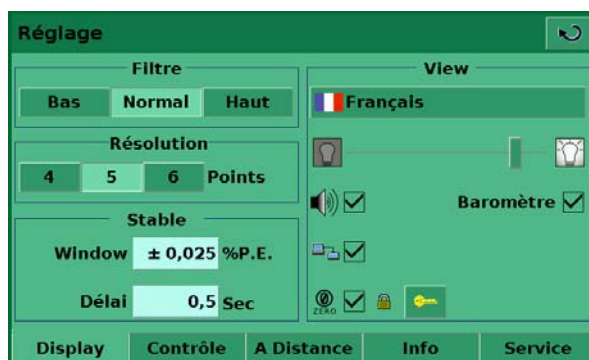 Réglage
Filtre
Bas Normal Haut
Résolution
4 5 6 Points
Stable
Window ± 0,025 %P.E.
Délai 0,5 Sec
View
Français
Baromètre
0
ZERO
Display Contrôle A Distance Info Service